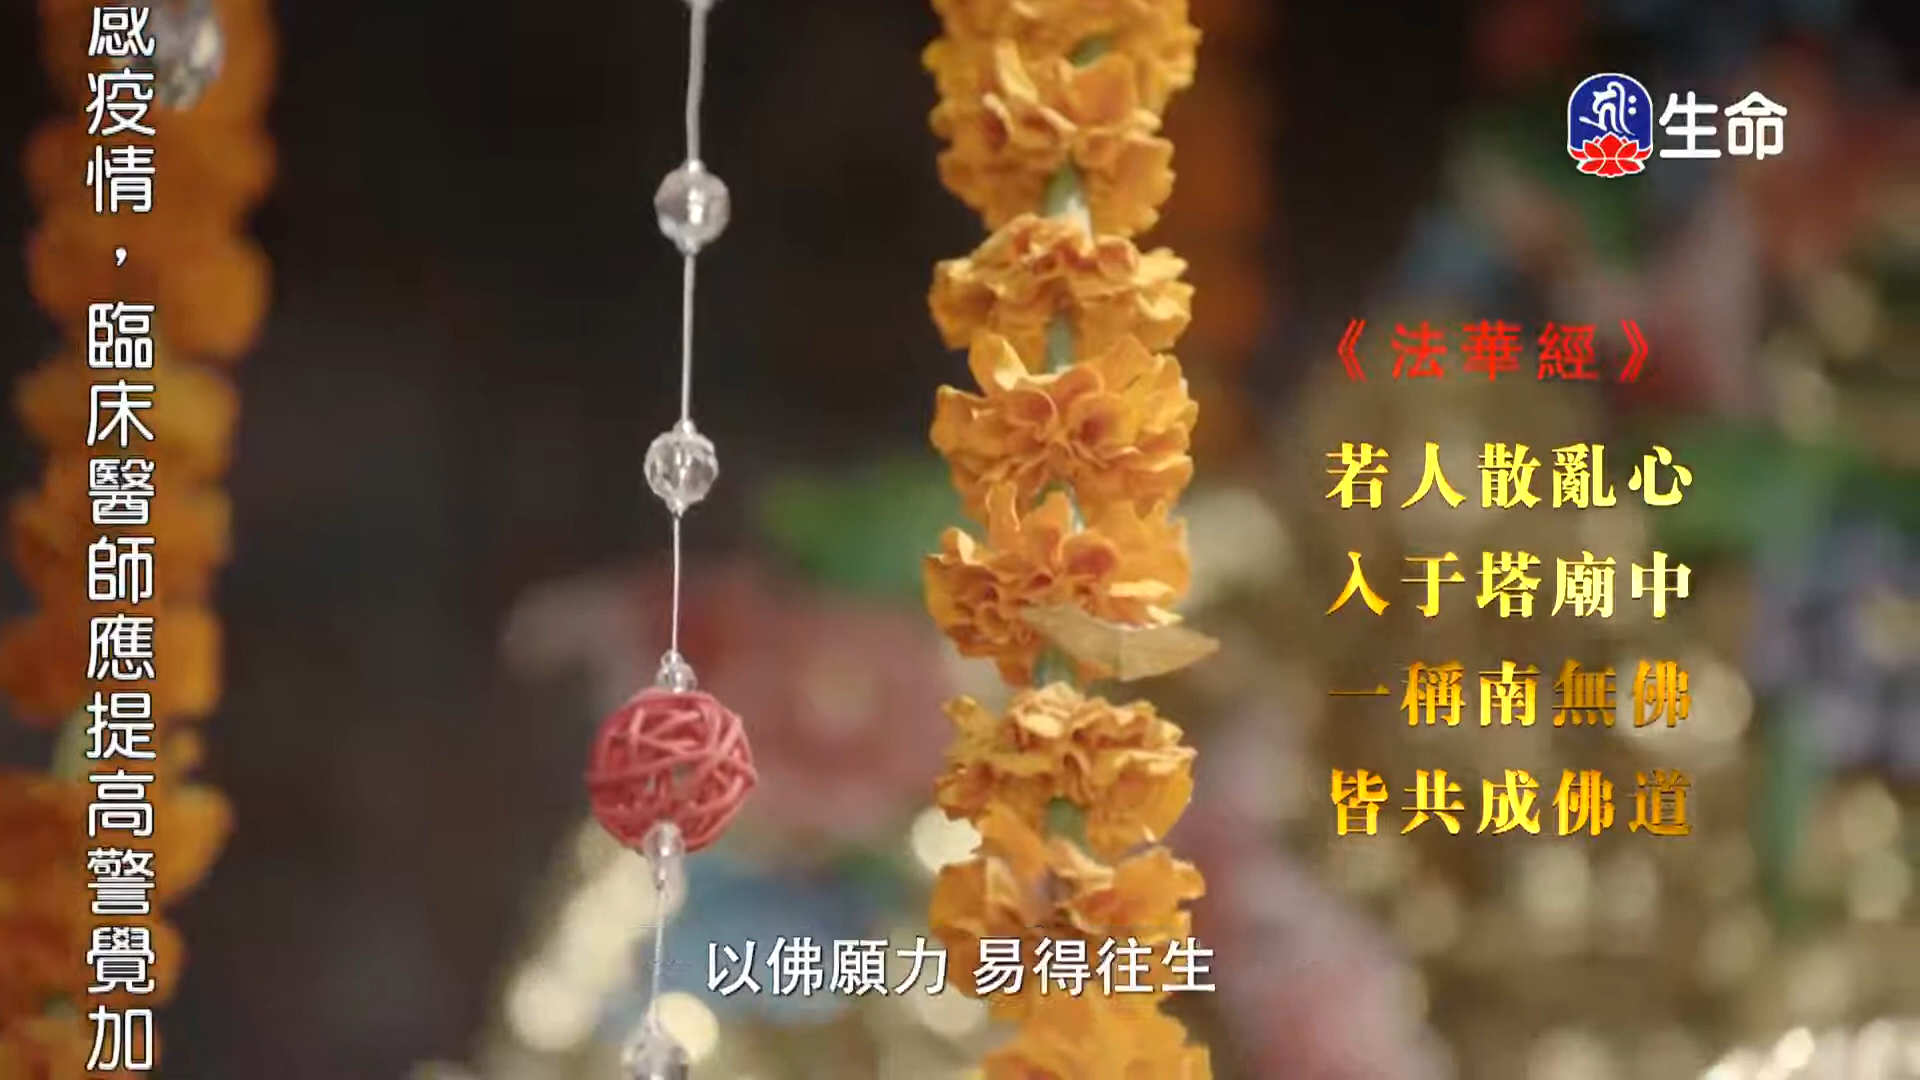 感疫情，臨床醫師應提高警覺加
生命
《法華經》
若人散亂心
入于塔廟中
一稱南無佛
皆共成佛道
以佛願力 易得往生